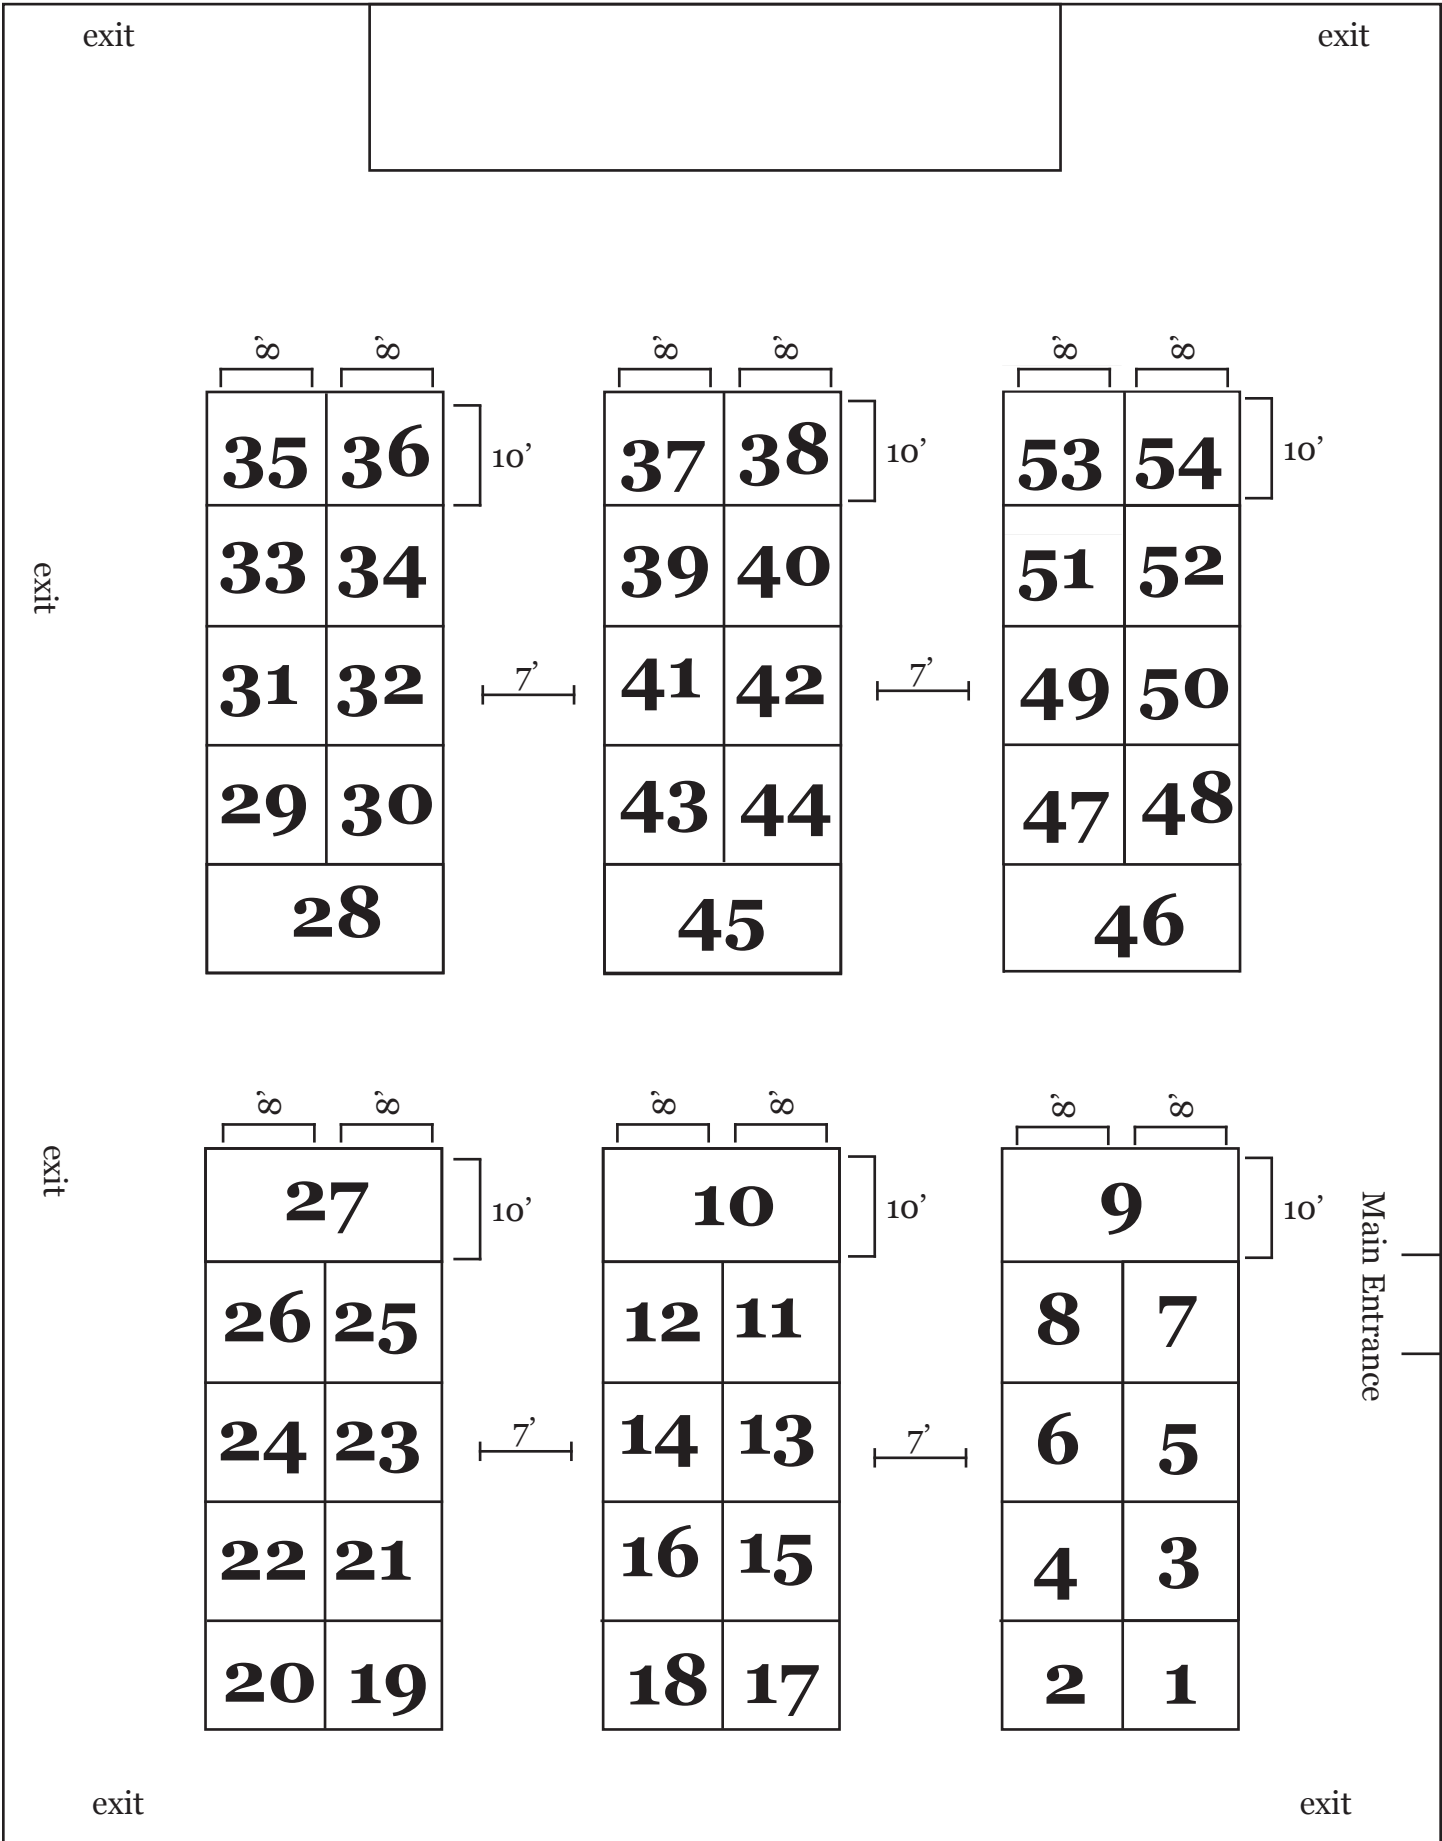 exit exit
8' 8' 8' 8' 8' 8'
35 36 10' 37 38 10' 53 54 10'
33 34 39 40 51 52
exit
31 32 7' 41 42 7' 49 50
29 30 43 44 47 48
28 45 46
8' 8' 8' 8' 8' 8'
exit
27 10' 10 10' 9 10'
Main Entrance
26 25 12 11 8 7
24 23 7' 14 13 7' 6 5
22 21 16 15 4 3
20 19 18 17 2 1
exit exit